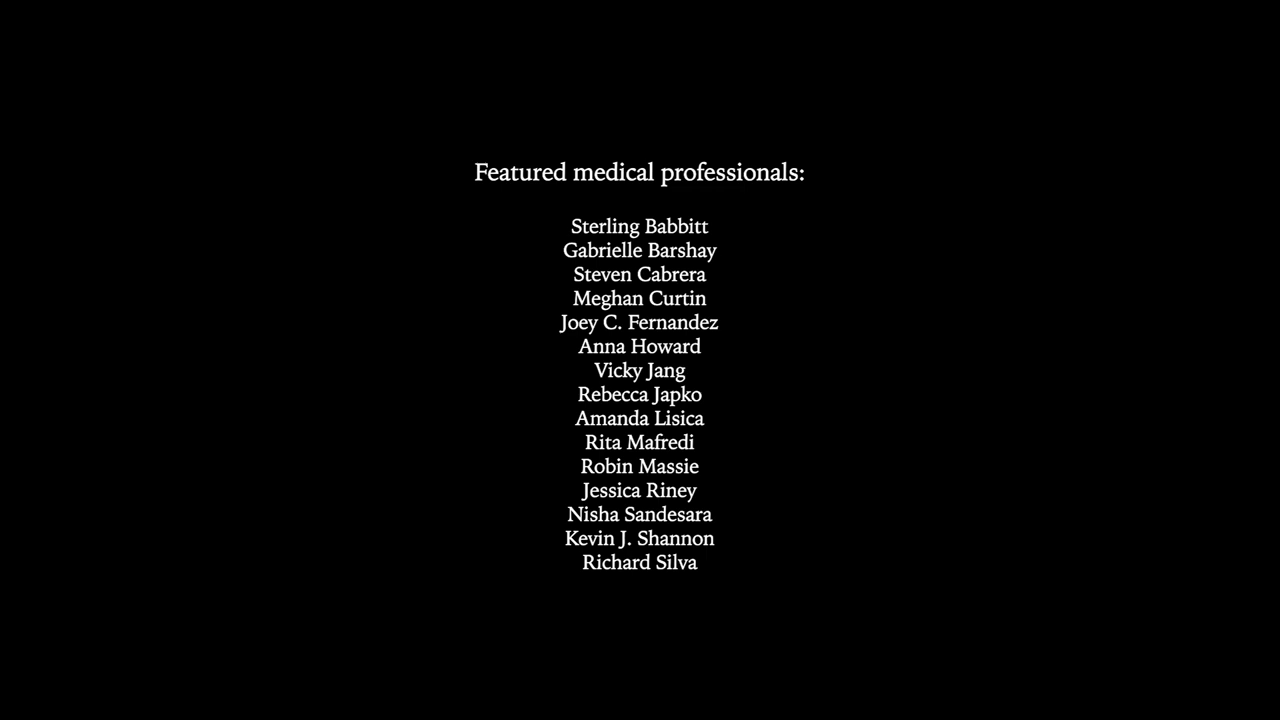 Featured medical professionals:
Sterling Babbitt
Gabrielle Barshay
Steven Cabrera
Meghan Curtin
Joey C. Fernandez
Anna Howard
Vicky Jang
Rebecca Japko
Amanda Lisica
Rita Mafredi
Robin Massie
Jessica Riney
Nisha Sandesara
Kevin J. Shannon
Richard Silva